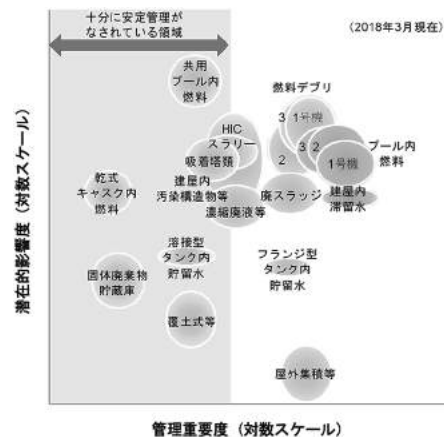 十分に安定管理が
なされている領域
(2018年3月現在)
共用
プール内
燃料
燃料デブリ
3
1号機
2
HIC
スラリー
吸着塔類
3
2
1号機
プール内
燃料
乾式
キャスク内
燃料
建屋内
汚染構造物等
濃縮廃液等
廃スラッジ
建屋内
滞留水
溶接型
タンク内
貯留水
フランジ型
タンク内
貯留水
固体廃棄物
貯蔵庫
覆土式等
屋外集積等
潜在的影響度（対数スケール）
管理重要度（対数スケール）